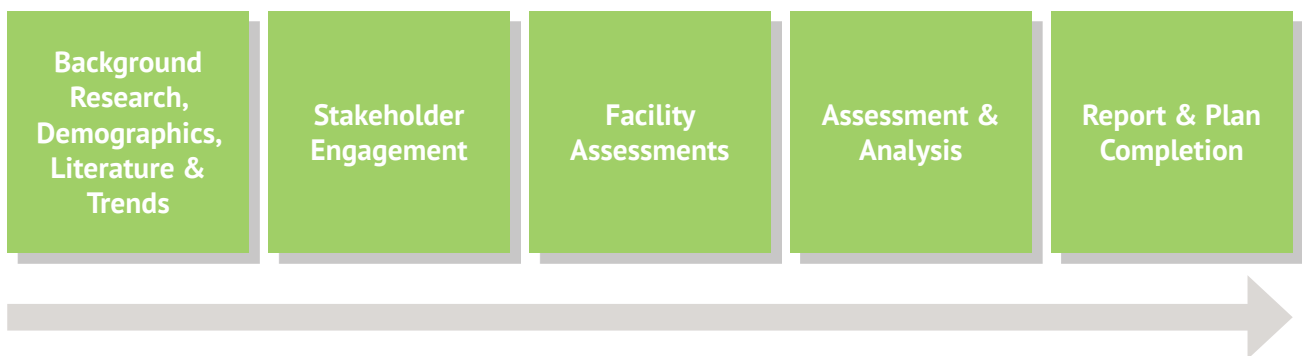 Background
Research,
Demographics,
Literature &
Trends
Stakeholder
Engagement
Facility
Assessments
Assessment &
Analysis
Report & Plan
Completion